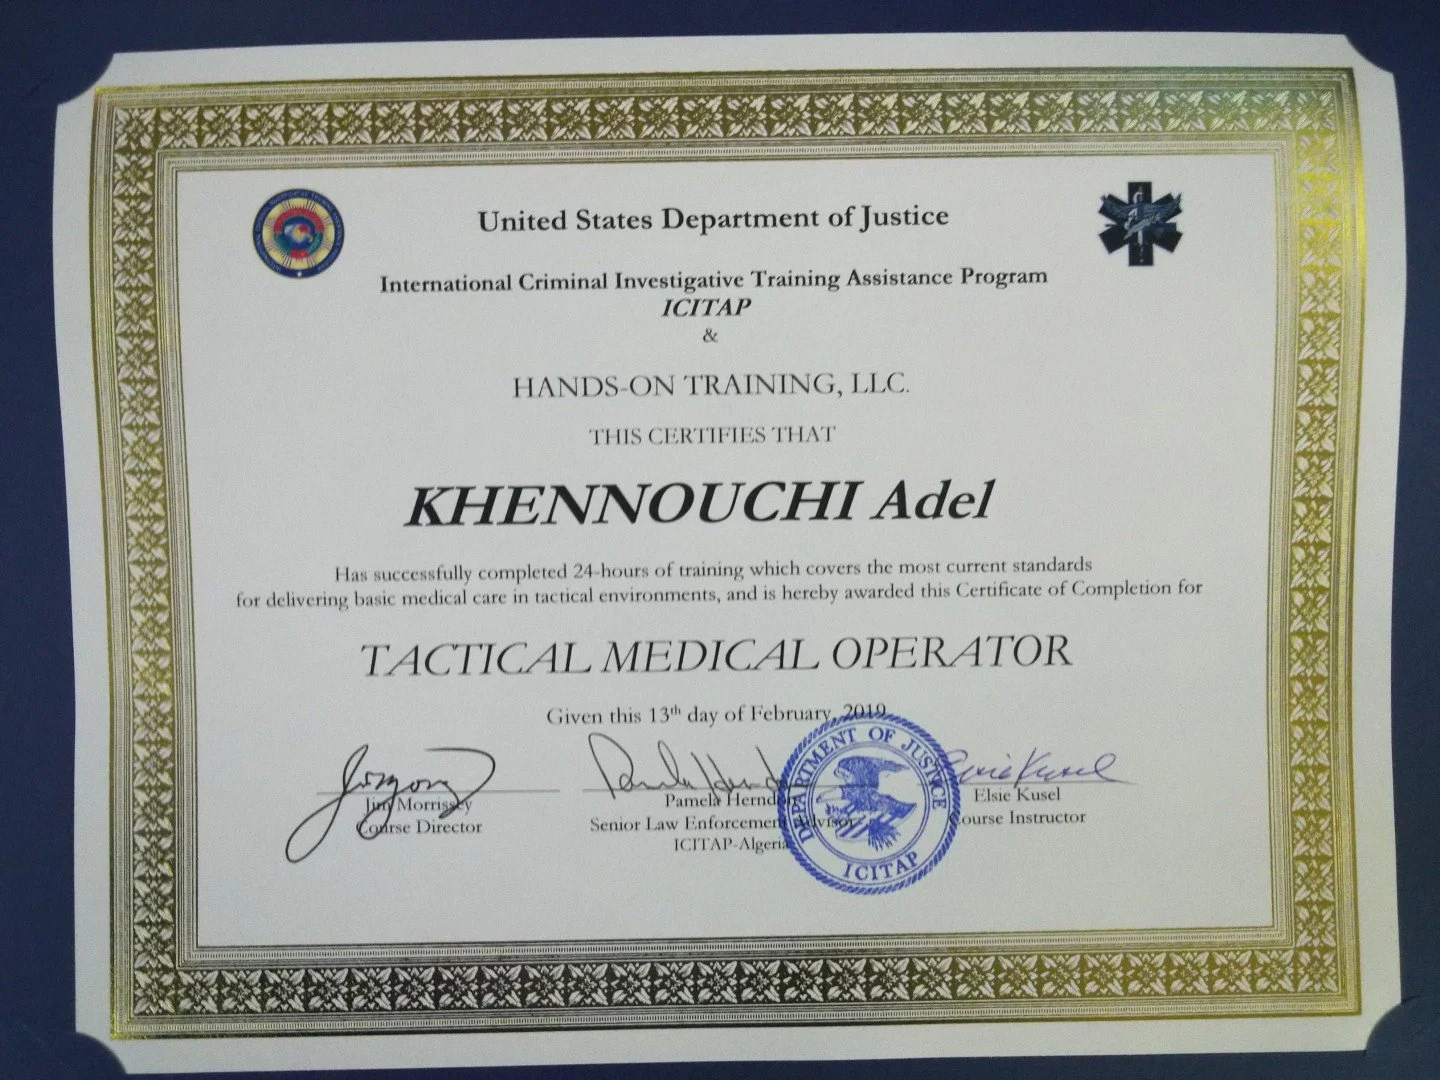 United States Department of Justice
International Criminal Investigative Training Assistance Program
ICITAP
&
HANDS-ON TRAINING, LLC.
THIS CERTIFIES THAT
KHENNOUCHI Adel
Has successfully completed 24-hours of training which covers the most current standards
for delivering basic medical care in tactical environments, and is hereby awarded this Certificate of Completion for
TACTICAL MEDICAL OPERATOR
Given this 13th day of February, 2019
Jim Morrissey
Course Director
Pamela Herndon
Senior Law Enforcement Advisor
ICITAP-Algeria
Elsie Kusel
Course Instructor
DEPARTMENT OF JUSTICE
ICITAP